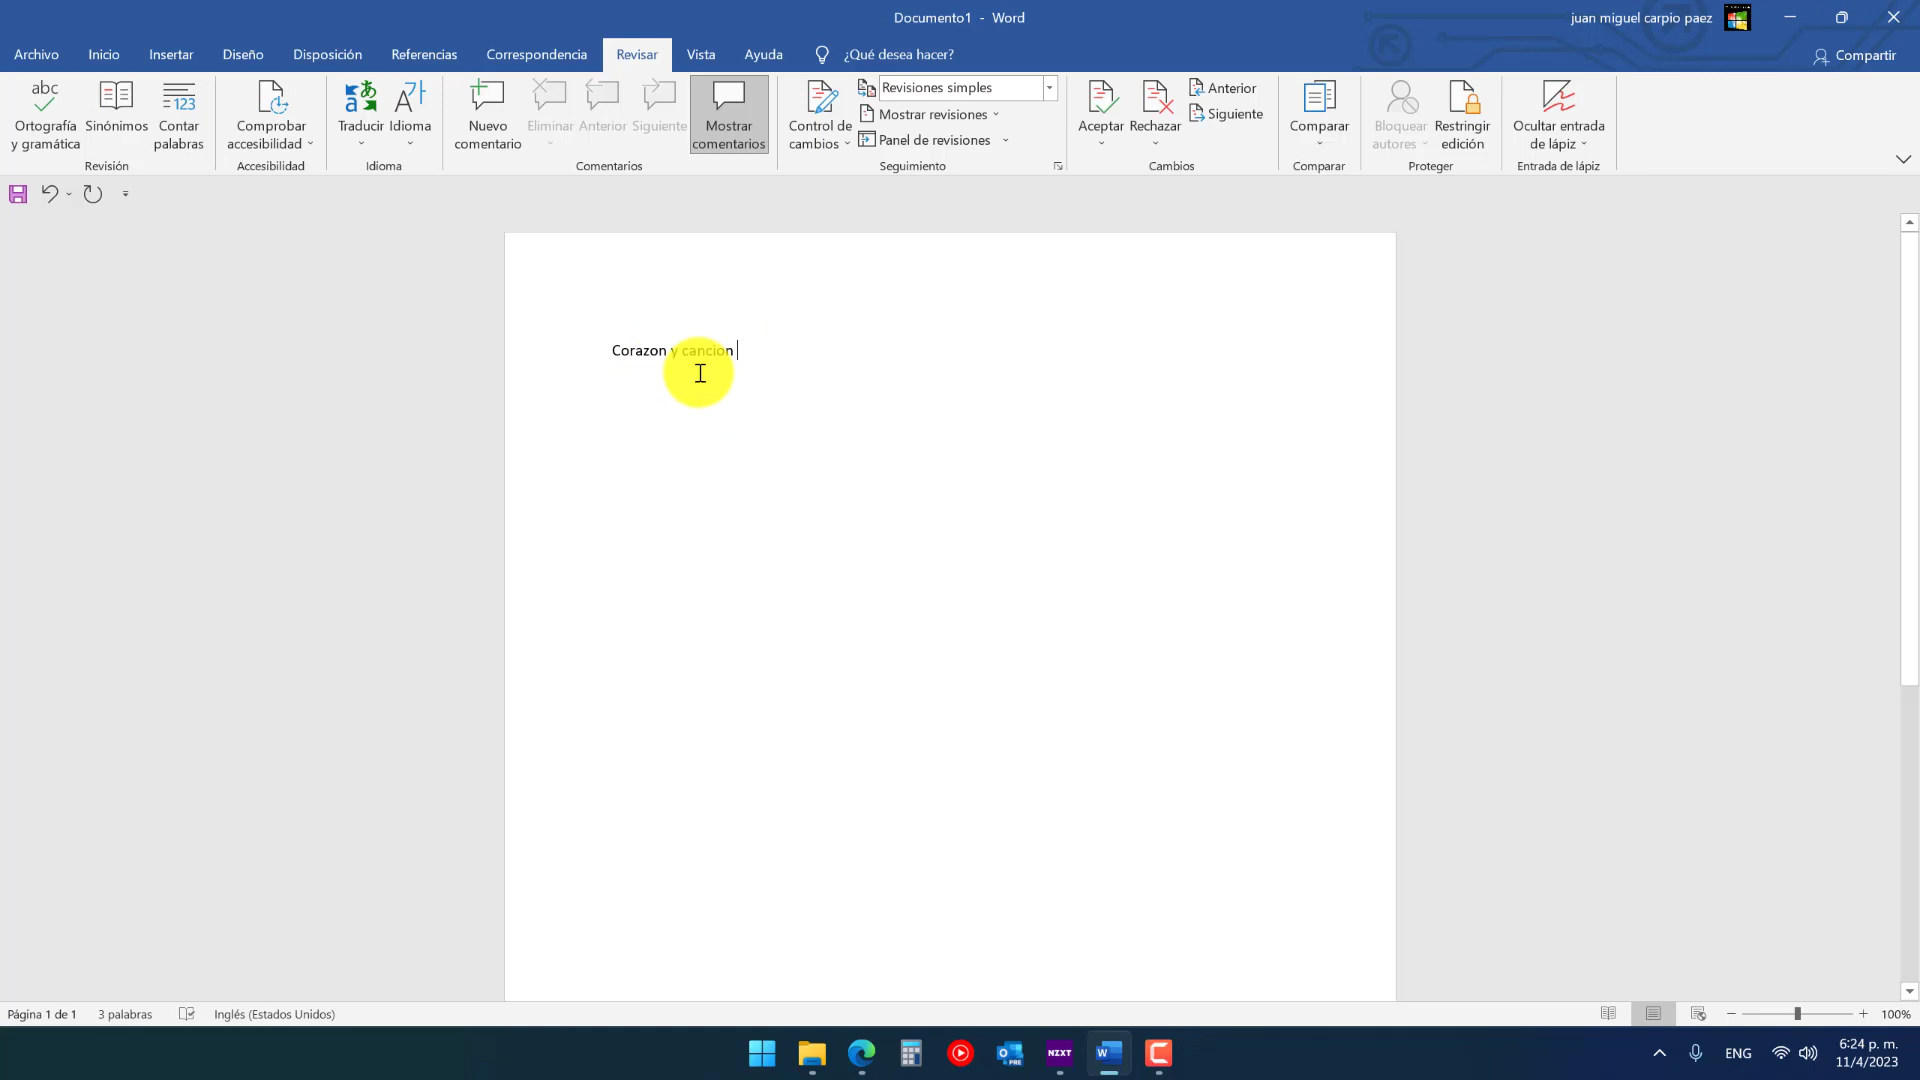 Documento1 - Word
juan miguel carpio paez
Archivo Inicio Insertar Diseño Disposición Referencias Correspondencia Revisar Vista Ayuda ¿Qué desea hacer? Compartir
Ortografía y gramática
Sinónimos
Contar palabras
Revisión
Comprobar accesibilidad
Accesibilidad
Traducir
Idioma
Idioma
Nuevo comentario
Eliminar
Anterior
Siguiente
Mostrar comentarios
Comentarios
Control de cambios
Revisiones simples
Mostrar revisiones
Panel de revisiones
Seguimiento
Aceptar
Rechazar
Anterior
Siguiente
Cambios
Comparar
Comparar
Bloquear autores
Restringir edición
Proteger
Ocultar entrada de lápiz
Entrada de lápiz
Corazon y cancion
Página 1 de 1 3 palabras Inglés (Estados Unidos) 100%
NZXT
PRE
ENG
6:24 p. m.
11/4/2023